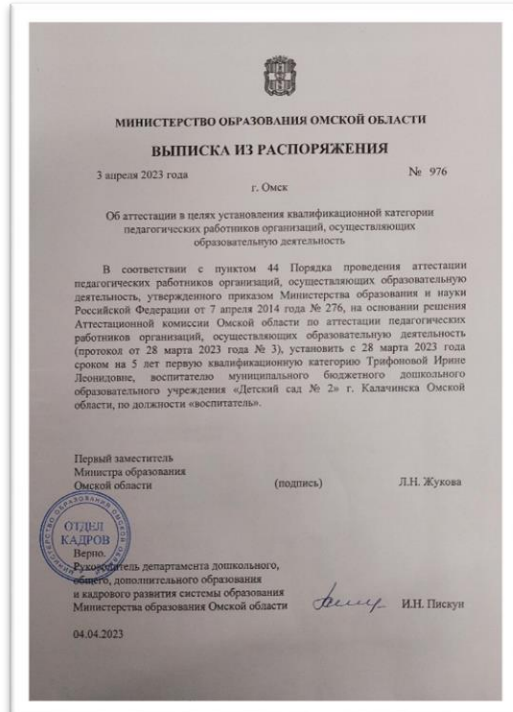 МИНИСТЕРСТВО ОБРАЗОВАНИЯ ОМСКОЙ ОБЛАСТИ
ВЫПИСКА ИЗ РАСПОРЯЖЕНИЯ
3 апреля 2023 года № 976
г. Омск
Об аттестации в целях установления квалификационной категории
педагогических работников организаций, осуществляющих
образовательную деятельность
В соответствии с пунктом 44 Порядка проведения аттестации
педагогических работников организаций, осуществляющих образовательную
деятельность, утвержденного приказом Министерства образования и науки
Российской Федерации от 7 апреля 2014 года № 276, на основании решения
Аттестационной комиссии Омской области по аттестации педагогических
работников организаций, осуществляющих образовательную деятельность
(протокол от 28 марта 2023 года № 3), установить с 28 марта 2023 года
сроком на 5 лет первую квалификационную категорию Трифоновой Ирине
Леонидовне, воспитателю муниципального бюджетного дошкольного
образовательного учреждения «Детский сад № 2» г. Калачинска Омской
области, по должности «воспитатель».
Первый заместитель
Министра образования
Омской области (подпись) Л.Н. Жукова
ОТДЕЛ
КАДРОВ
МИНИСТЕРСТВО ОБРАЗОВАНИЯ ОМСКОЙ
Верно.
Руководитель департамента дошкольного,
общего, дополнительного образования
и кадрового развития системы образования
Министерства образования Омской области И.Н. Пискун
04.04.2023